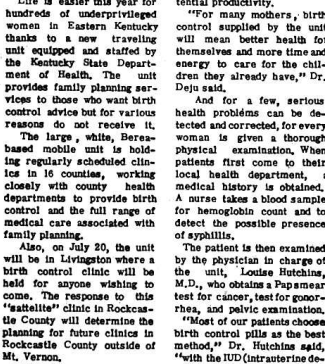 Life is easier this year for
hundreds of underprivileged
women in Eastern Kentucky
thanks to a new traveling
unit equipped and staffed by
the Kentucky State Depart-
ment of Health. The unit
provides family planning ser-
vices to those who want birth
control advice but for various
reasons do not receive it.
The large, white, Berea-
based mobile unit is hold-
ing regularly scheduled clin-
ics in 16 counties, working
closely with county health
departments to provide birth
control and the full range of
medical care associated with
family planning.
Also, on July 20, the unit
will be in Livingston where a
birth control clinic will be
held for anyone wishing to
come. The response to this
"sattelite" clinic in Rockcas-
tle County will determine the
planning for future clinics in
Rockcastle County outside of
Mt. Vernon.
tential productivity.
"For many mothers, birth
control supplied by the unit
will mean better health for
themselves and more time and
energy to care for the chil-
dren they already have," Dr.
Deju said.
And for a few, serious
health problems can be de-
tected and corrected, for every
woman is given a thorough
physical examination. When
patients first come to their
local health department, a
medical history is obtained.
A nurse takes a blood sample
for hemoglobin count and to
detect the possible presence
of syphilis.
The patient is then examined
by the physician in charge of
the unit, Louise Hutchins,
M.D., who obtains a Pap smear
test for cancer, test for gonor-
rhea, and pelvic examination.
"Most of our patients choose
birth control pills as the best
method," Dr. Hutchins said,
"with the IUD (intrauterine de-